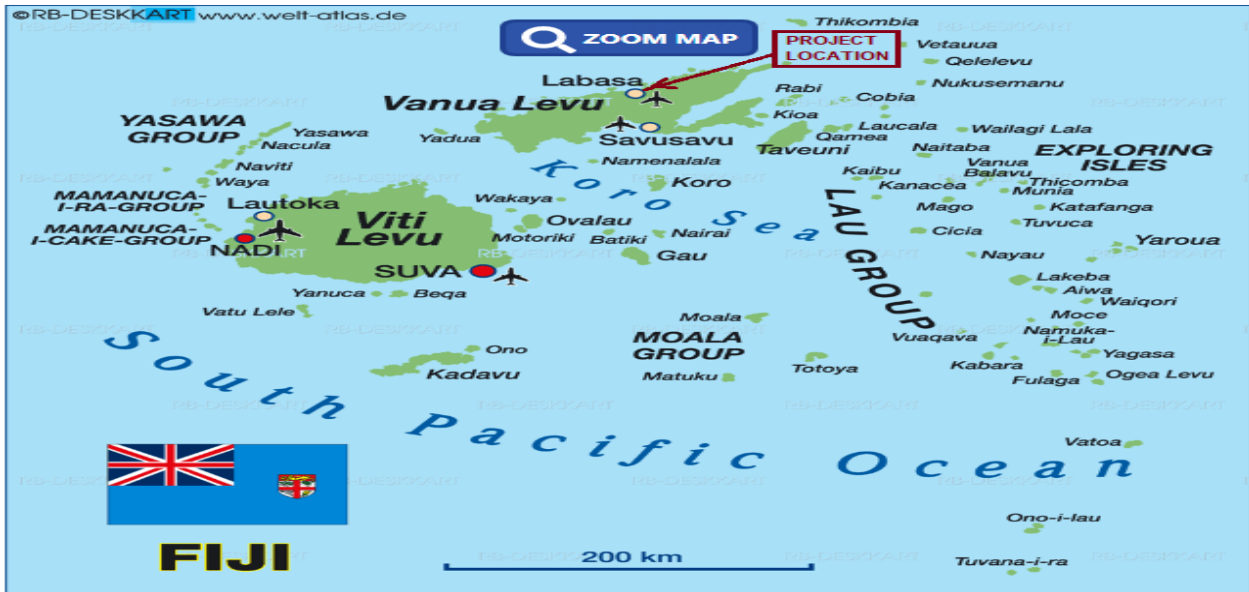 ©RB-DESKKART www.welt-atlas.de
ZOOM MAP
PROJECT
LOCATION
Thikombia
Vetauua
Qelelevu
Nukusemanu
Labasa
Vanua Levu
Rabi
Cobia
Kioa
YASAWA
GROUP
Yasawa
Nacula
Yadua
Savusavu
Laucala
Qamea
Wailagi Lala
Taveuni
Naitaba
EXPLORING
ISLES
Naviti
Waya
Namenalala
Koro
Koro Sea
Kaibu
Vanua
Balavu
Thicomba
Munia
Kanacea
MAMANUCA-
I-RA-GROUP
Lautoka
Wakaya
Mago
Katafanga
MAMANUCA-
I-CAKE-GROUP
Viti
Levu
Ovalau
Motoriki
Batiki
Nairai
Cicia
Tuvuca
NADI
Gau
Nayau
Yaroua
SUVA
LAU GROUP
Lakeba
Aiwa
Waiqori
Yanuca
Beqa
Vatu Lele
Moala
Moce
Namuka-
i-Lau
Vuaqava
MOALA
GROUP
Ono
Kadavu
Matuku
Totoya
Kabara
Yagasa
Fulaga
Ogea Levu
South Pacific Ocean
Vatoa
Ono-i-lau
FIJI
200 km
Tuvana-i-ra
RB-DESKKART